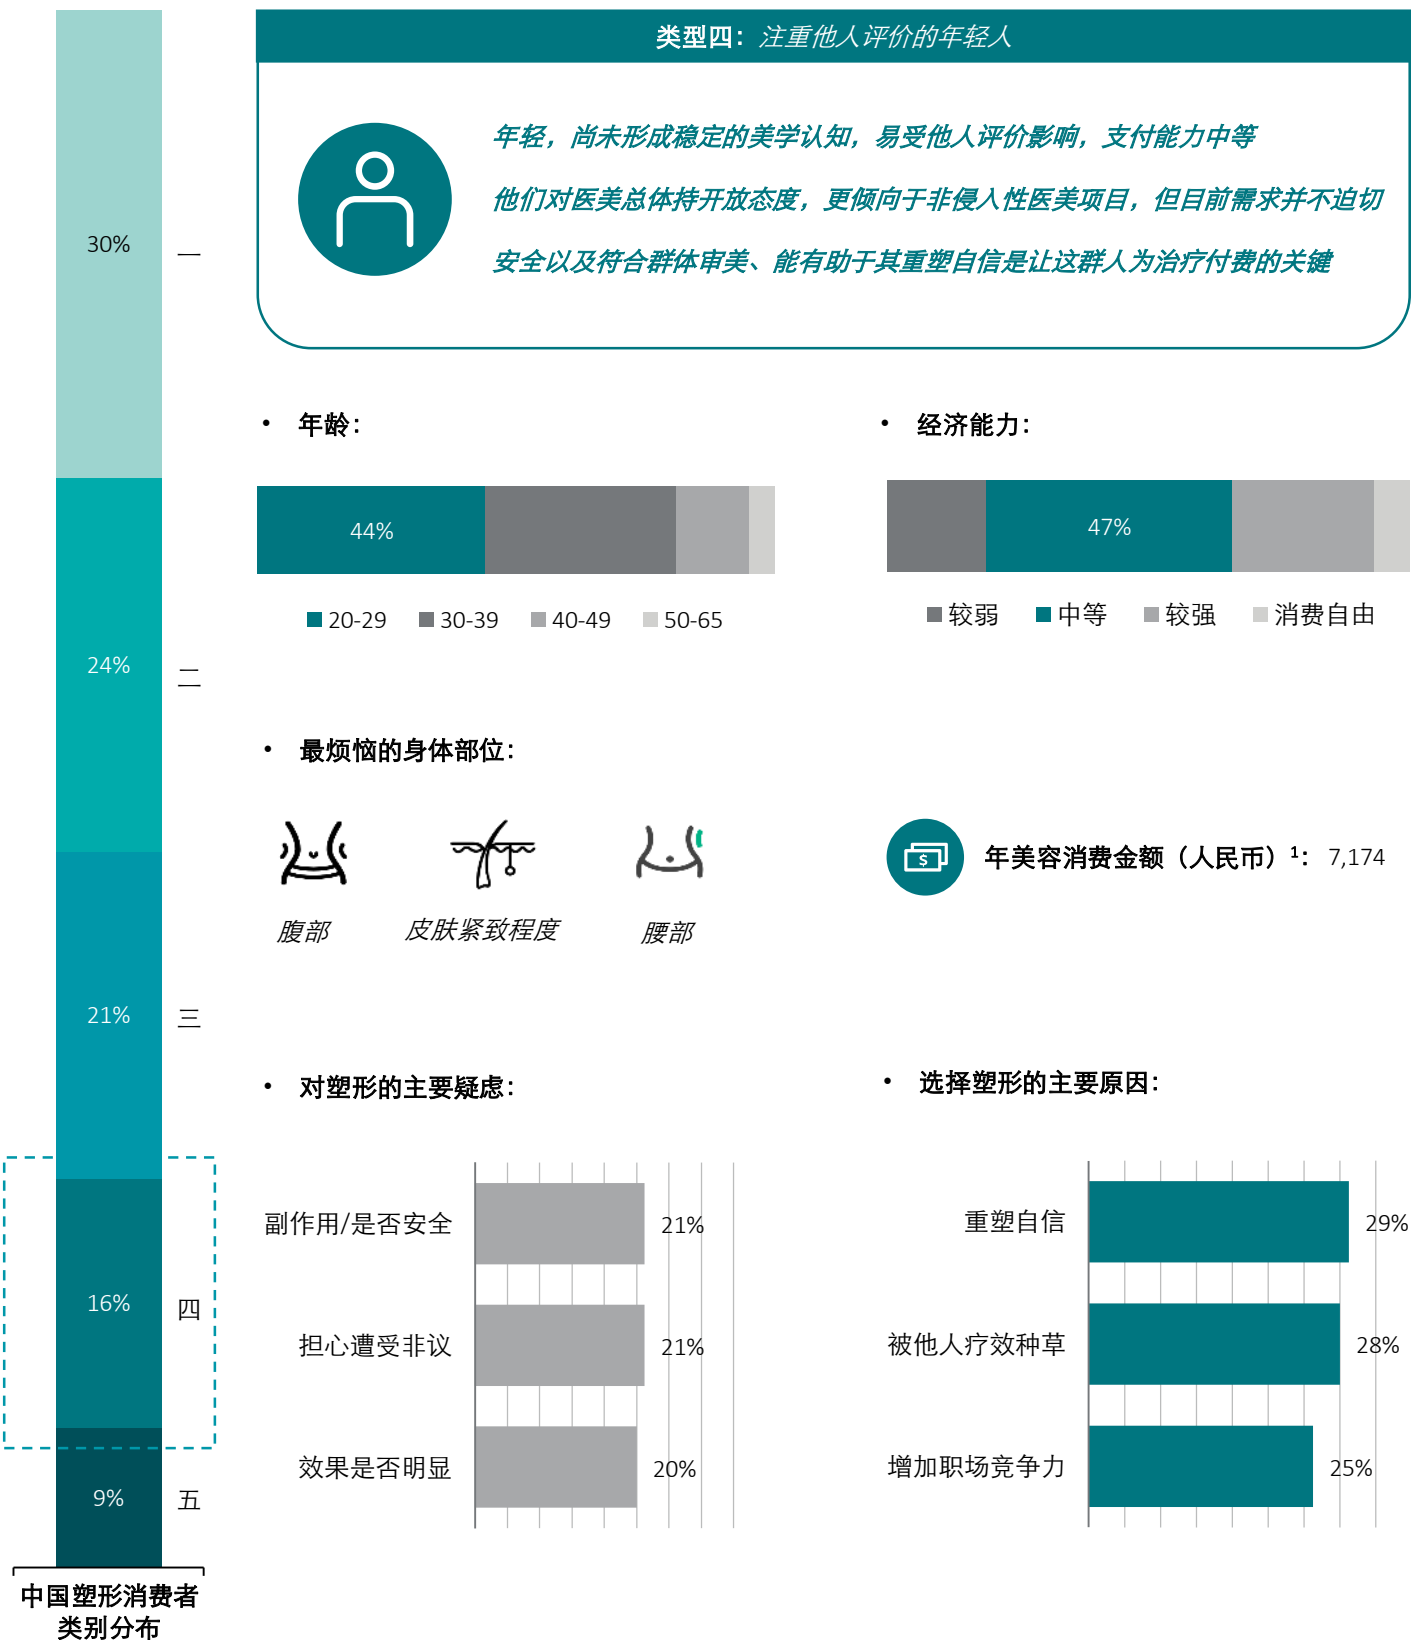 类型四：注重他人评价的年轻人
年轻，尚未形成稳定的美学认知，易受他人评价影响，支付能力中等
他们对医美总体持开放态度，更倾向于非侵入性医美项目，但目前需求并不迫切
安全以及符合群体审美、能有助于其重塑自信是让这群人为治疗付费的关键
30%
一
24%
二
21%
三
16%
四
9%
五
中国塑形消费者
类别分布
• 年龄：
44%
20-29 30-39 40-49 50-65
• 经济能力：
47%
较弱 中等 较强 消费自由
• 最烦恼的身体部位：
腹部 皮肤紧致程度 腰部
$
年美容消费金额（人民币）1： 7,174
• 对塑形的主要疑虑：
副作用/是否安全 21%
担心遭受非议 21%
效果是否明显 20%
• 选择塑形的主要原因：
重塑自信 29%
被他人疗效种草 28%
增加职场竞争力 25%